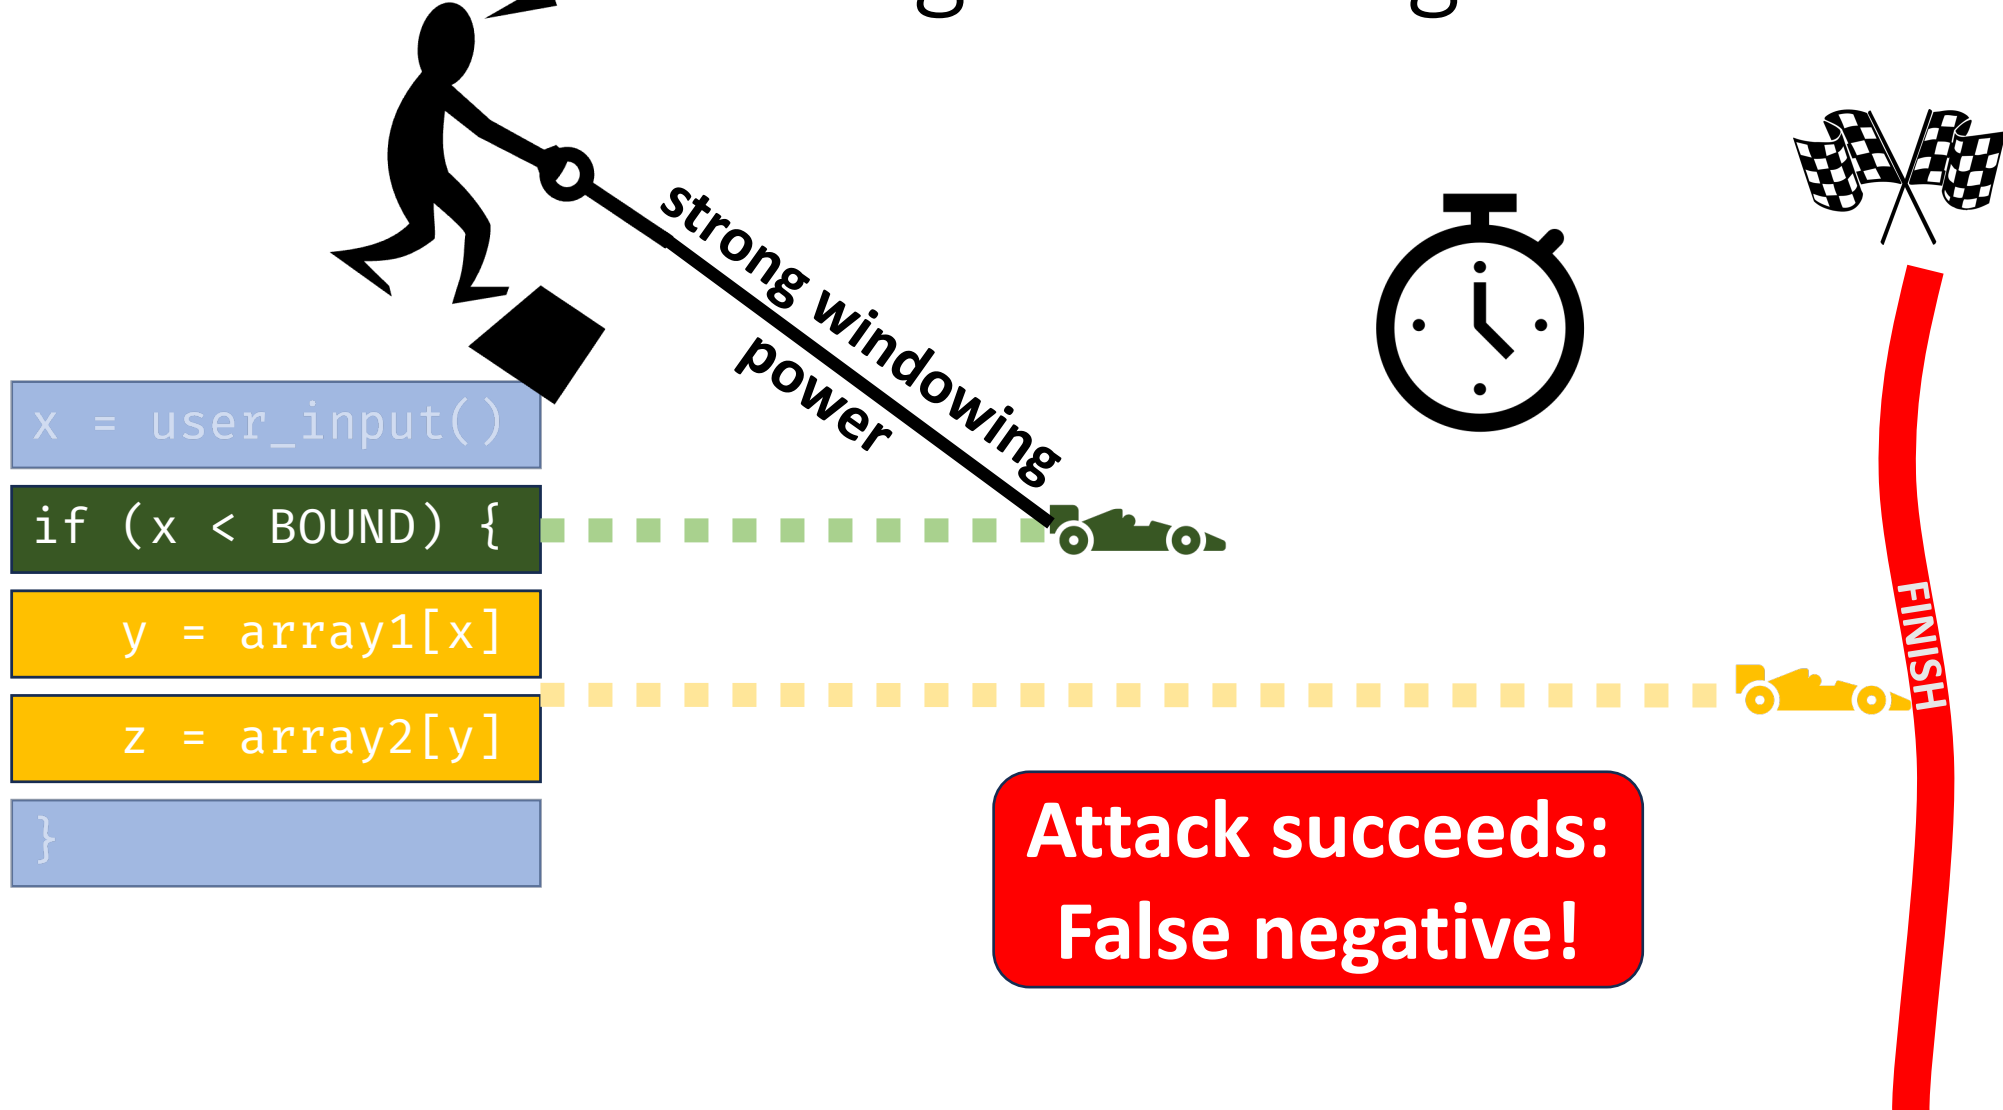 strong windowing
power
x = user_input()
if (x < BOUND) {
y = array1[x]
z = array2[y]
}
FINISH
Attack succeeds:
False negative!